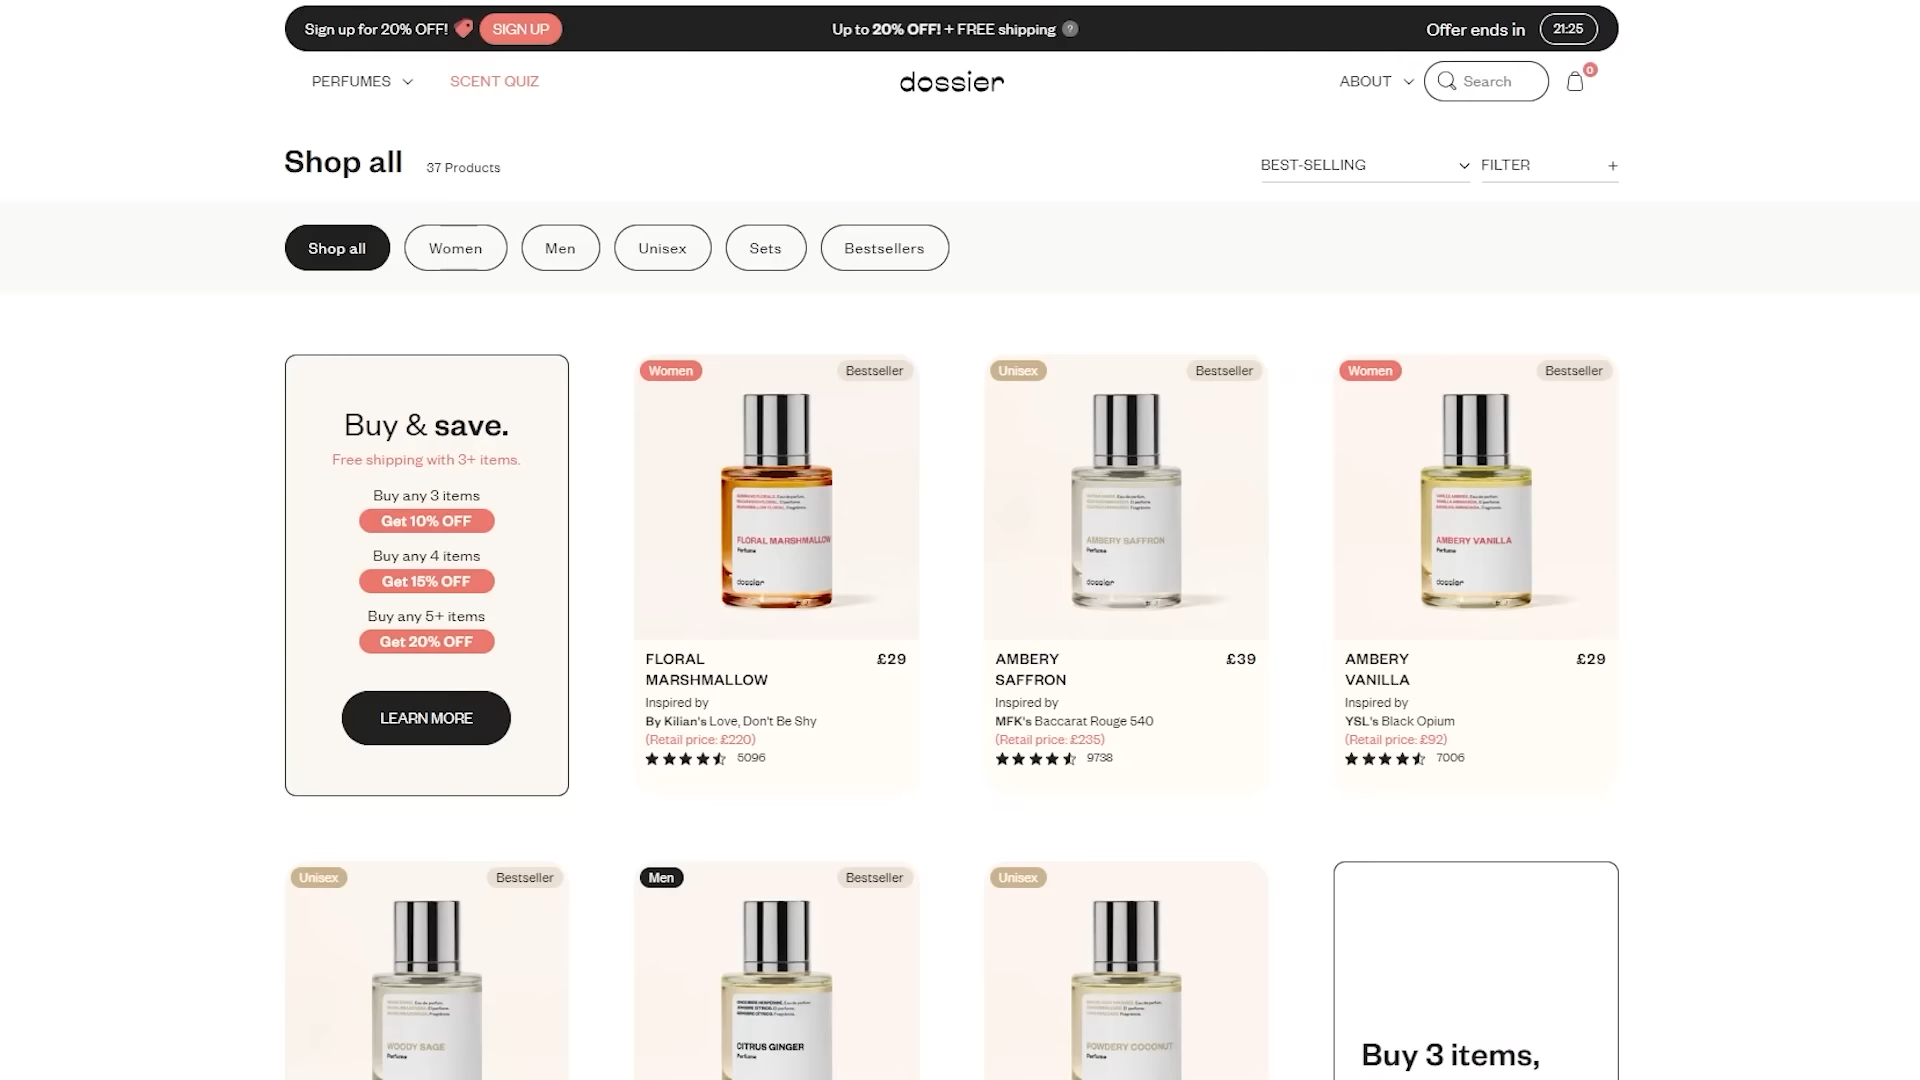 Sign up for 20% OFF! SIGN UP
Up to 20% OFF! + FREE shipping ?
Offer ends in 21:25
PERFUMES
SCENT QUIZ
dossier
ABOUT
Search
0
Shop all
37 Products
BEST-SELLING
FILTER +
Shop all
Women
Men
Unisex
Sets
Bestsellers
Buy & save.
Free shipping with 3+ items.
Buy any 3 items
Get 10% OFF
Buy any 4 items
Get 15% OFF
Buy any 5+ items
Get 20% OFF
LEARN MORE
Women
Bestseller
FLORAL MARSHMALLOW
Perfume
dossier
FLORAL
MARSHMALLOW
£29
Inspired by
By Kilian's Love, Don't Be Shy
(Retail price: £220)
5096
Unisex
Bestseller
AMBERY SAFFRON
Perfume
dossier
AMBERY
SAFFRON
£39
Inspired by
MFK's Baccarat Rouge 540
(Retail price: £235)
9738
Women
Bestseller
AMBERY VANILLA
Perfume
dossier
AMBERY
VANILLA
£29
Inspired by
YSL's Black Opium
(Retail price: £92)
7006
Unisex
Bestseller
WOODY SAGE
Perfume
Men
Bestseller
CITRUS GINGER
Perfume
Unisex
POWDERY COCONUT
Perfume
Buy 3 items,